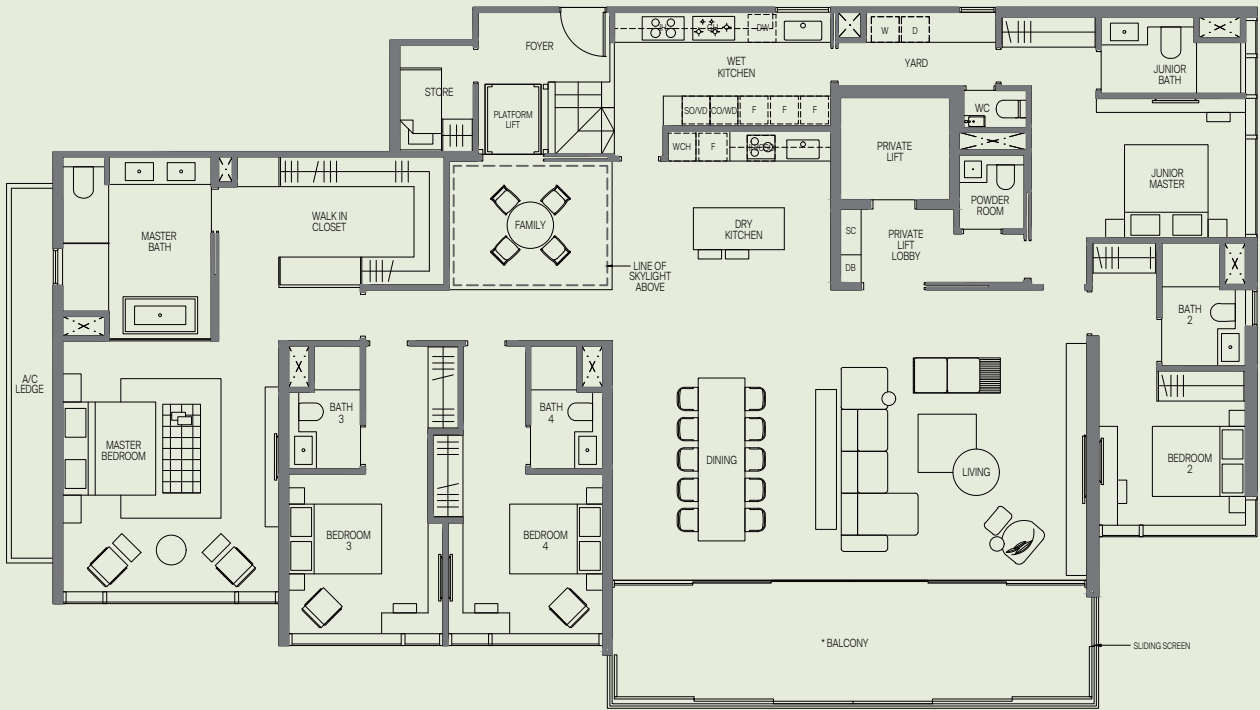 FOYER
DW
W
D
WET
KITCHEN
YARD
JUNIOR
BATH
STORE
PLATFORM
LIFT
SO/WD
CO/WD
F
F
F
WC
WCH
F
PRIVATE
LIFT
JUNIOR
MASTER
POWDER
ROOM
WALK IN
CLOSET
FAMILY
DRY
KITCHEN
SC
PRIVATE
LIFT
LOBBY
DB
MASTER
BATH
LINE OF
SKYLIGHT
ABOVE
BATH
2
A/C
LEDGE
BATH
3
BATH
4
MASTER
BEDROOM
DINING
LIVING
BEDROOM
2
BEDROOM
3
BEDROOM
4
* BALCONY
SLIDING SCREEN